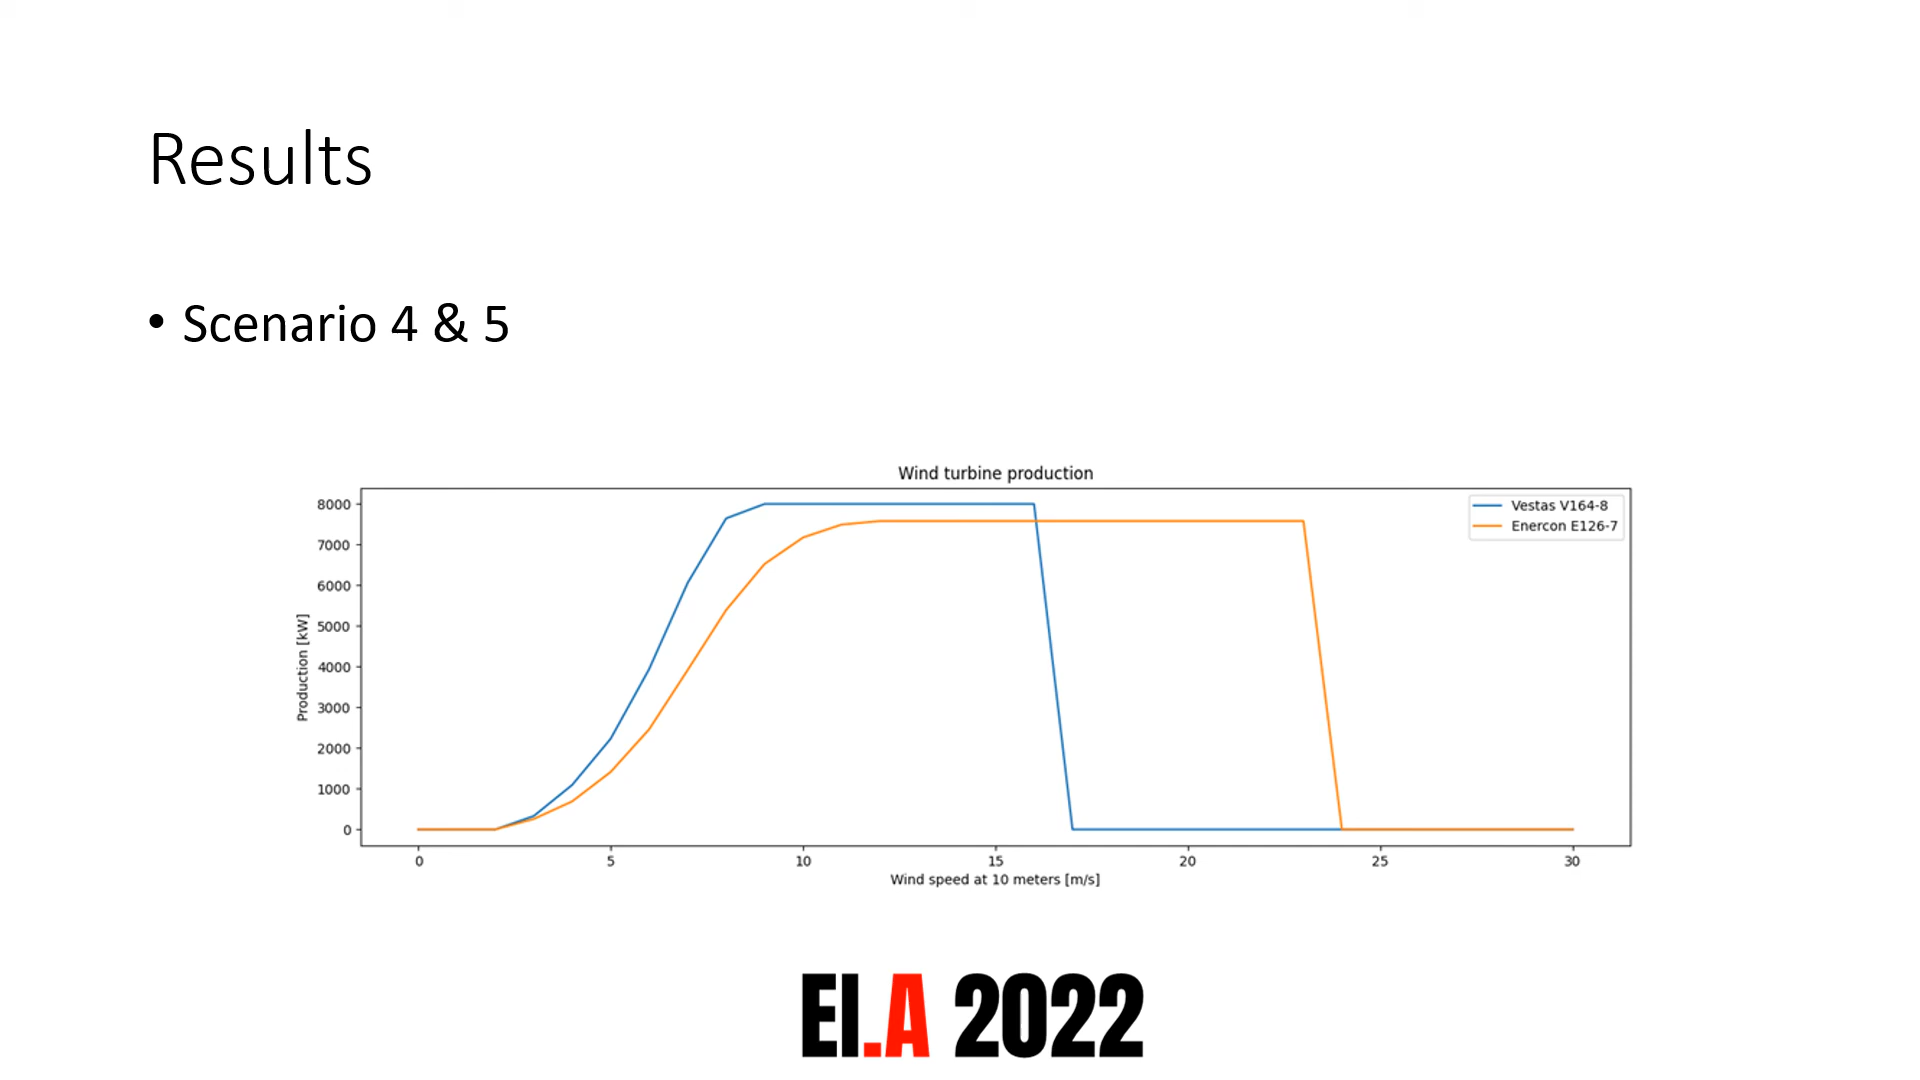 Results
• Scenario 4 & 5
Wind turbine production
8000
7000
6000
5000
4000
3000
2000
1000
0
Production [kW]
Vestas V164-8
Enercon E126-7
0 5 10 15 20 25 30
Wind speed at 10 meters [m/s]
EI.A 2022